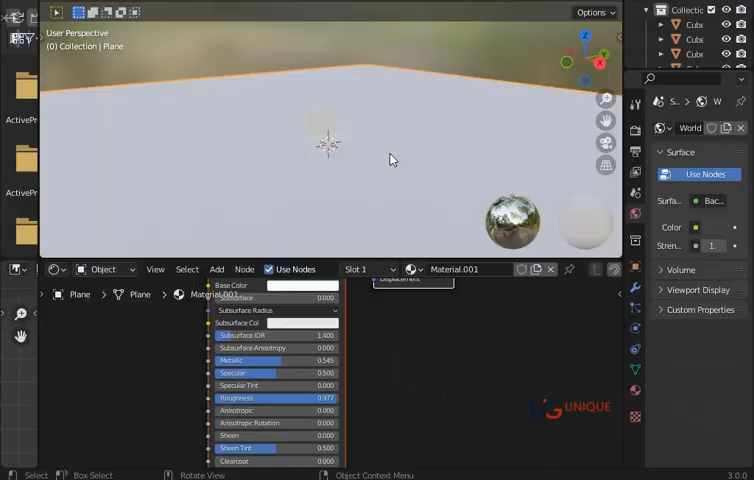 Options
User Perspective
(0) Collection | Plane
Z
Y
X
Collectic
Cube
Cube
ActivePr
ActivePr
S..
W
World
Surface
Use Nodes
Surfa..
Bac...
Color
Stren..
1.
Volume
Viewport Display
Custom Properties
Object
View
Select
Add
Node
Use Nodes
Slot 1
Material.001
Plane
Plane
Material.001
Displacement
Base Color
Subsurface 0.000
Subsurface Radius
Subsurface Col
Subsurface IOR 1.400
Subsurface Anisotropy 0.000
Metallic 0.545
Specular 0.500
Specular Tint 0.000
Roughness 0.977
Anisotropic 0.000
Anisotropic Rotation 0.000
Sheen 0.000
Sheen Tint 0.500
Clearcoat 0.000
UNIQUE
Select
Box Select
Rotate View
Object Context Menu
3.0.0